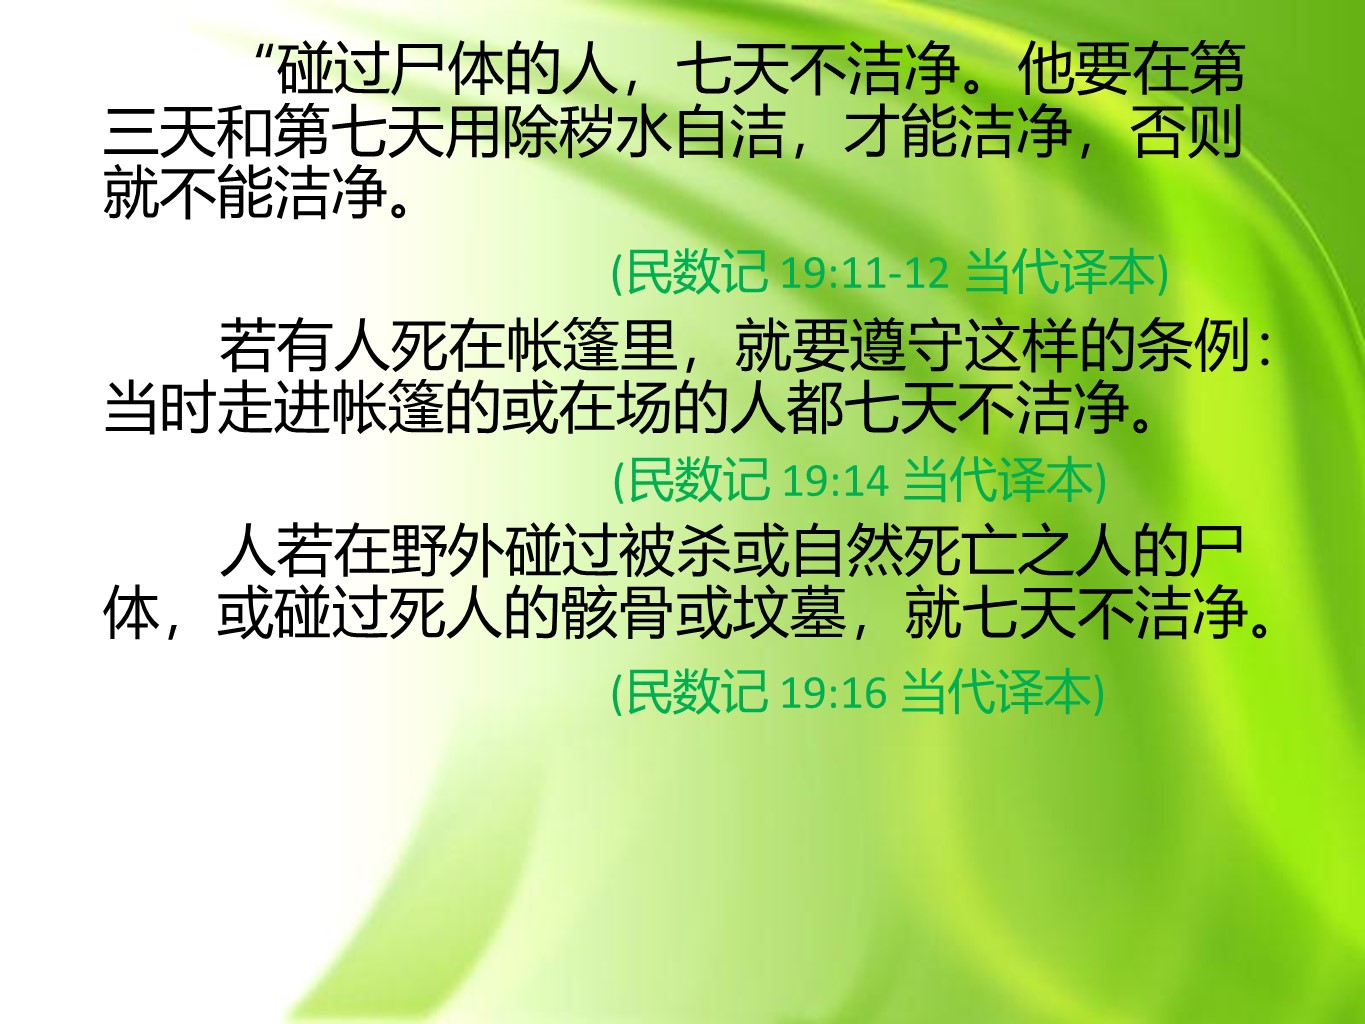 “碰过尸体的人，七天不洁净。他要在第
三天和第七天用除秽水自洁，才能洁净，否则
就不能洁净。
(民数记 19:11-12 当代译本)
若有人死在帐篷里，就要遵守这样的条例：
当时走进帐篷的或在场的人都七天不洁净。
(民数记 19:14 当代译本)
人若在野外碰过被杀或自然死亡之人的尸
体，或碰过死人的骸骨或坟墓，就七天不洁净。
(民数记 19:16 当代译本)